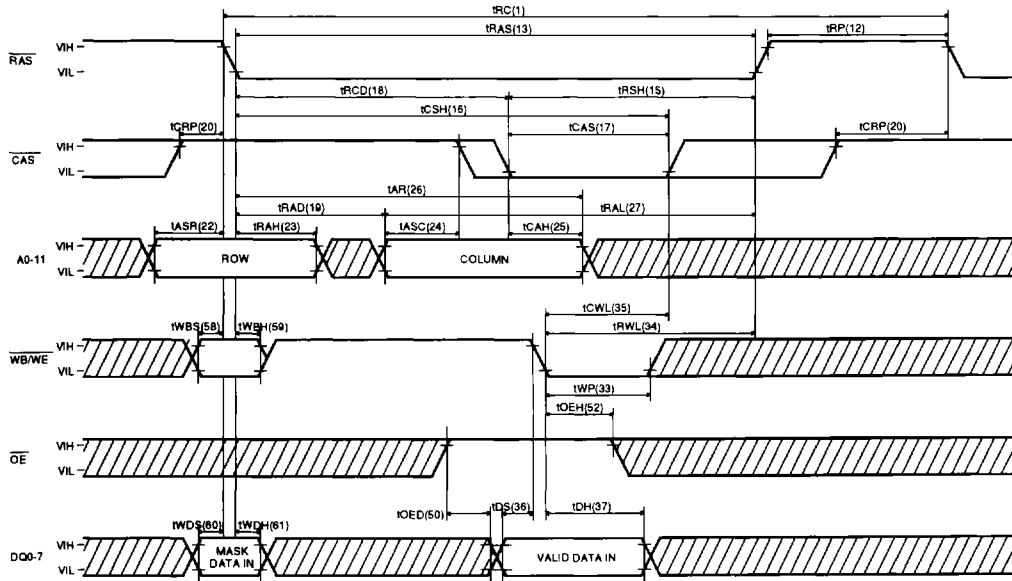 tRC(1)
tRAS(13)
tRP(12)
RAS
VIH
VIL
tRCD(18)
tRSH(15)
tCSH(16)
tCRP(20)
tCAS(17)
tCRP(20)
CAS
VIH
VIL
tAR(26)
tRAD(19)
tRAL(27)
tASR(22)
tRAH(23)
tASC(24)
tCAH(25)
A0-11
VIH
VIL
ROW
COLUMN
tCWL(35)
tWBS(58)
tWBH(59)
tRWL(34)
WB/WE
VIH
VIL
tWP(33)
tOEH(52)
OE
VIH
VIL
tOED(50)
tDS(36)
tDH(37)
tWDS(60)
tWDH(61)
DQ0-7
VIH
VIL
MASK
DATA IN
VALID DATA IN